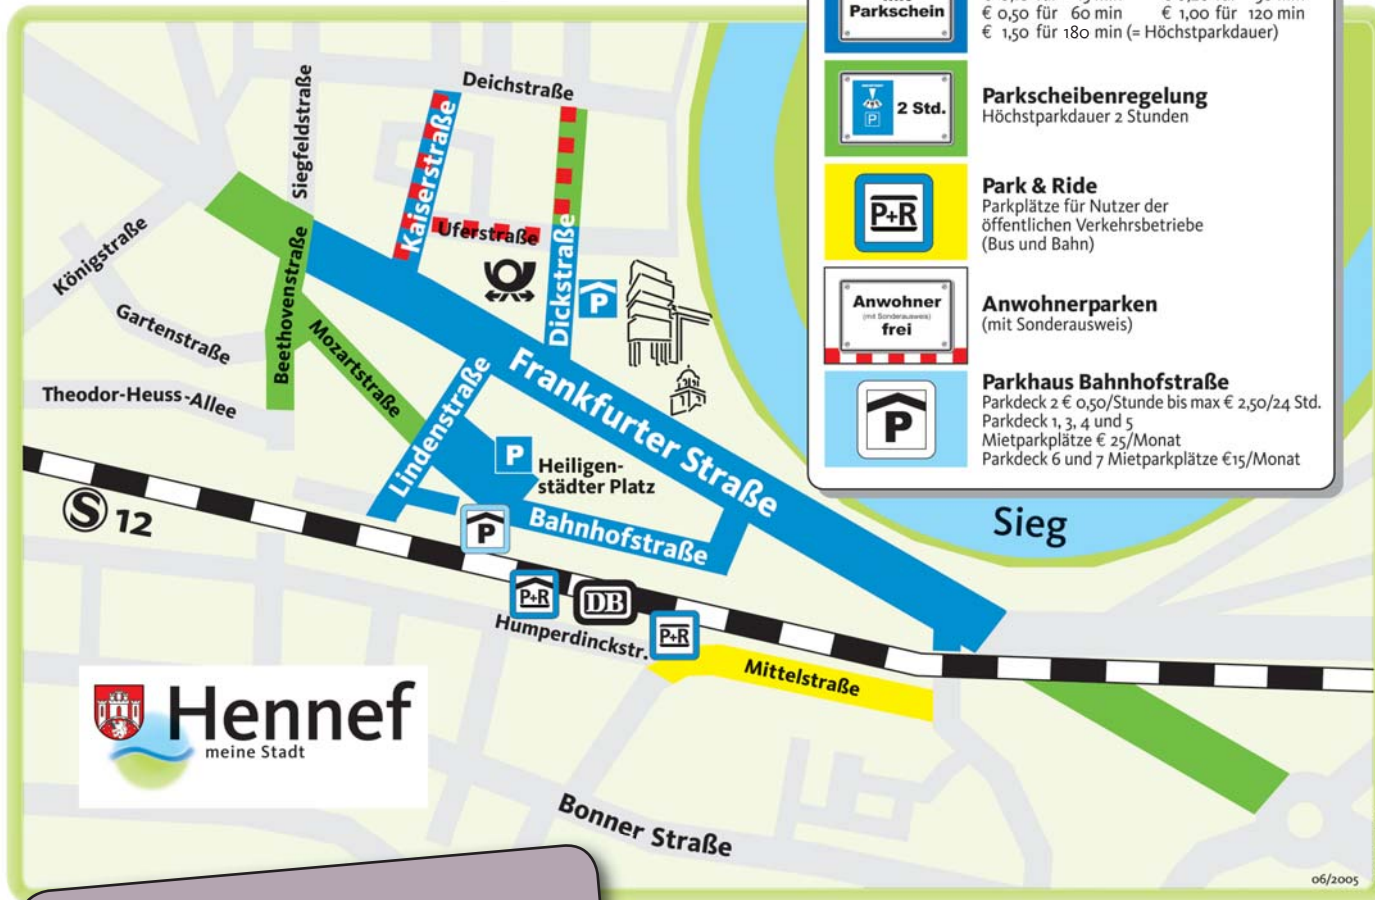 Parkschein
€ 0,50 für 60 min € 1,00 für 120 min
€ 1,50 für 180 min (= Höchstparkdauer)
P
2 Std.
Parkscheibenregelung
Höchstparkdauer 2 Stunden
P+R
Park & Ride
Parkplätze für Nutzer der
öffentlichen Verkehrsbetriebe
(Bus und Bahn)
Anwohner
(mit Sonderausweis)
frei
Anwohnerparken
(mit Sonderausweis)
P
Parkhaus Bahnhofstraße
Parkdeck 2 € 0,50/Stunde bis max € 2,50/24 Std.
Parkdeck 1, 3, 4 und 5
Mietparkplätze € 25/Monat
Parkdeck 6 und 7 Mietparkplätze €15/Monat
Deichstraße
Siegfeldstraße
Kaiserstraße
Uferstraße
Dickstraße
P
Königstraße
Gartenstraße
Beethovenstraße
Mozartstraße
Theodor-Heuss-Allee
Lindenstraße
Frankfurter Straße
P
Heiligen-
städter Platz
S 12
P
Bahnhofstraße
Sieg
P+R
DB
P+R
Humperdinckstr.
Mittelstraße
Hennef
meine Stadt
Bonner Straße
06/2005